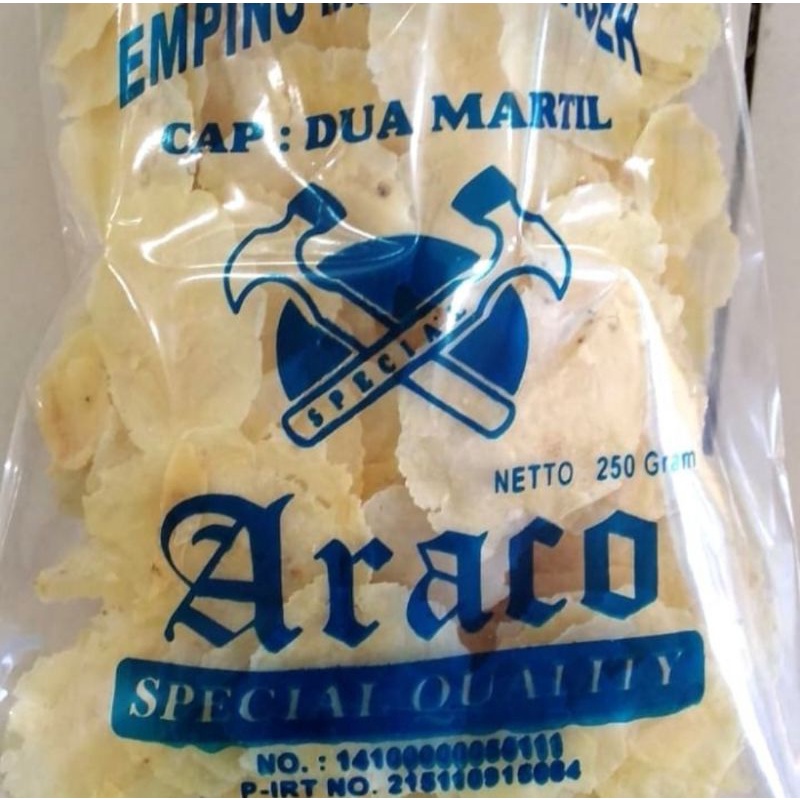 EMPING
CAP : DUA MARTIL
SPECIAL
NETTO 250 Gram
Araco
SPECIAL QUALITY
NO. :
P-IRT NO.